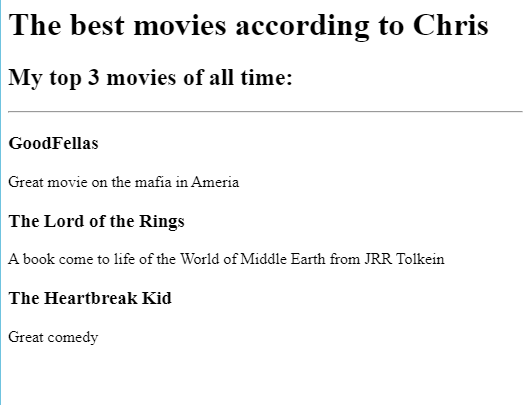 The best movies according to Chris
My top 3 movies of all time:
GoodFellas
Great movie on the mafia in Ameria
The Lord of the Rings
A book come to life of the World of Middle Earth from JRR Tolkein
The Heartbreak Kid
Great comedy